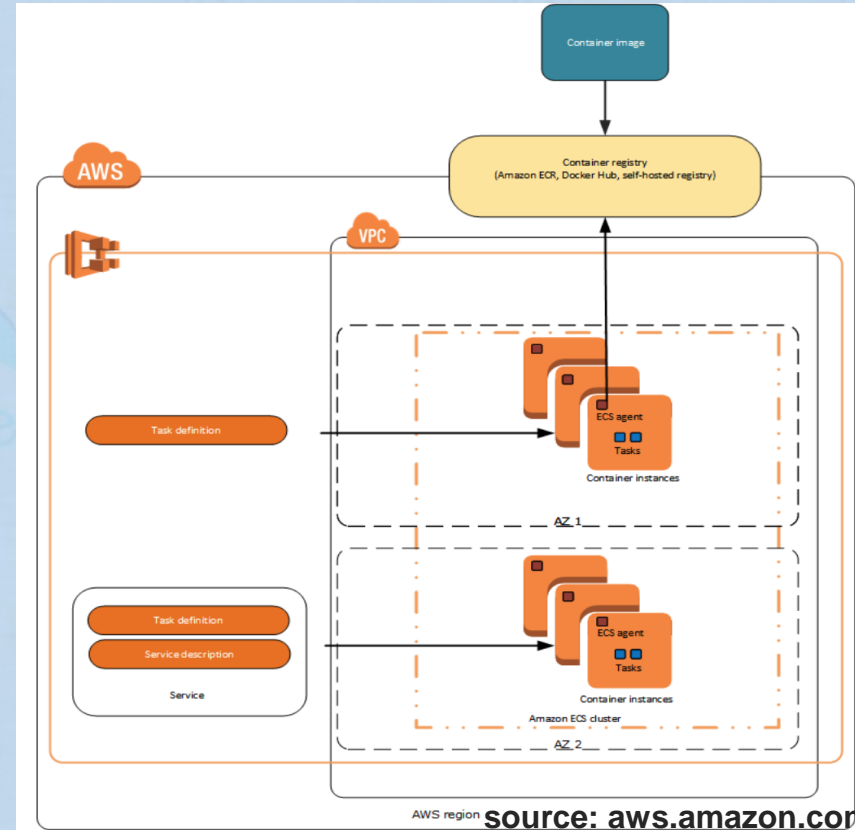 Container image
Container registry
(Amazon ECR, Docker Hub, self-hosted registry)
AWS
VPC
ECS agent
Tasks
Container instances
Task definition
AZ 1
Task definition
Service description
Service
ECS agent
Tasks
Container instances
Amazon ECS cluster
AZ 2
AWS region
source: aws.amazon.com